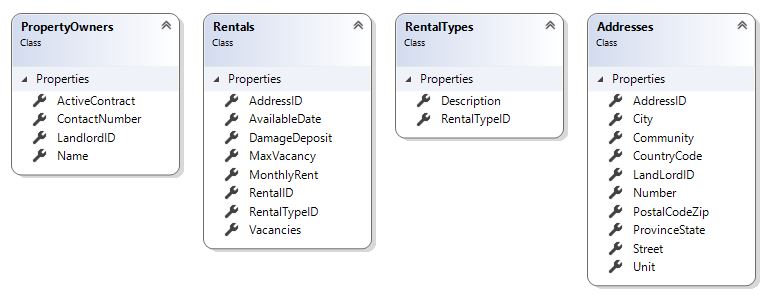 PropertyOwners
Class
Properties
ActiveContract
ContactNumber
LandlordID
Name
Rentals
Class
Properties
AddressID
AvailableDate
DamageDeposit
MaxVacancy
MonthlyRent
RentalID
RentalTypeID
Vacancies
RentalTypes
Class
Properties
Description
RentalTypeID
Addresses
Class
Properties
AddressID
City
Community
CountryCode
LandLordID
Number
PostalCodeZip
ProvinceState
Street
Unit